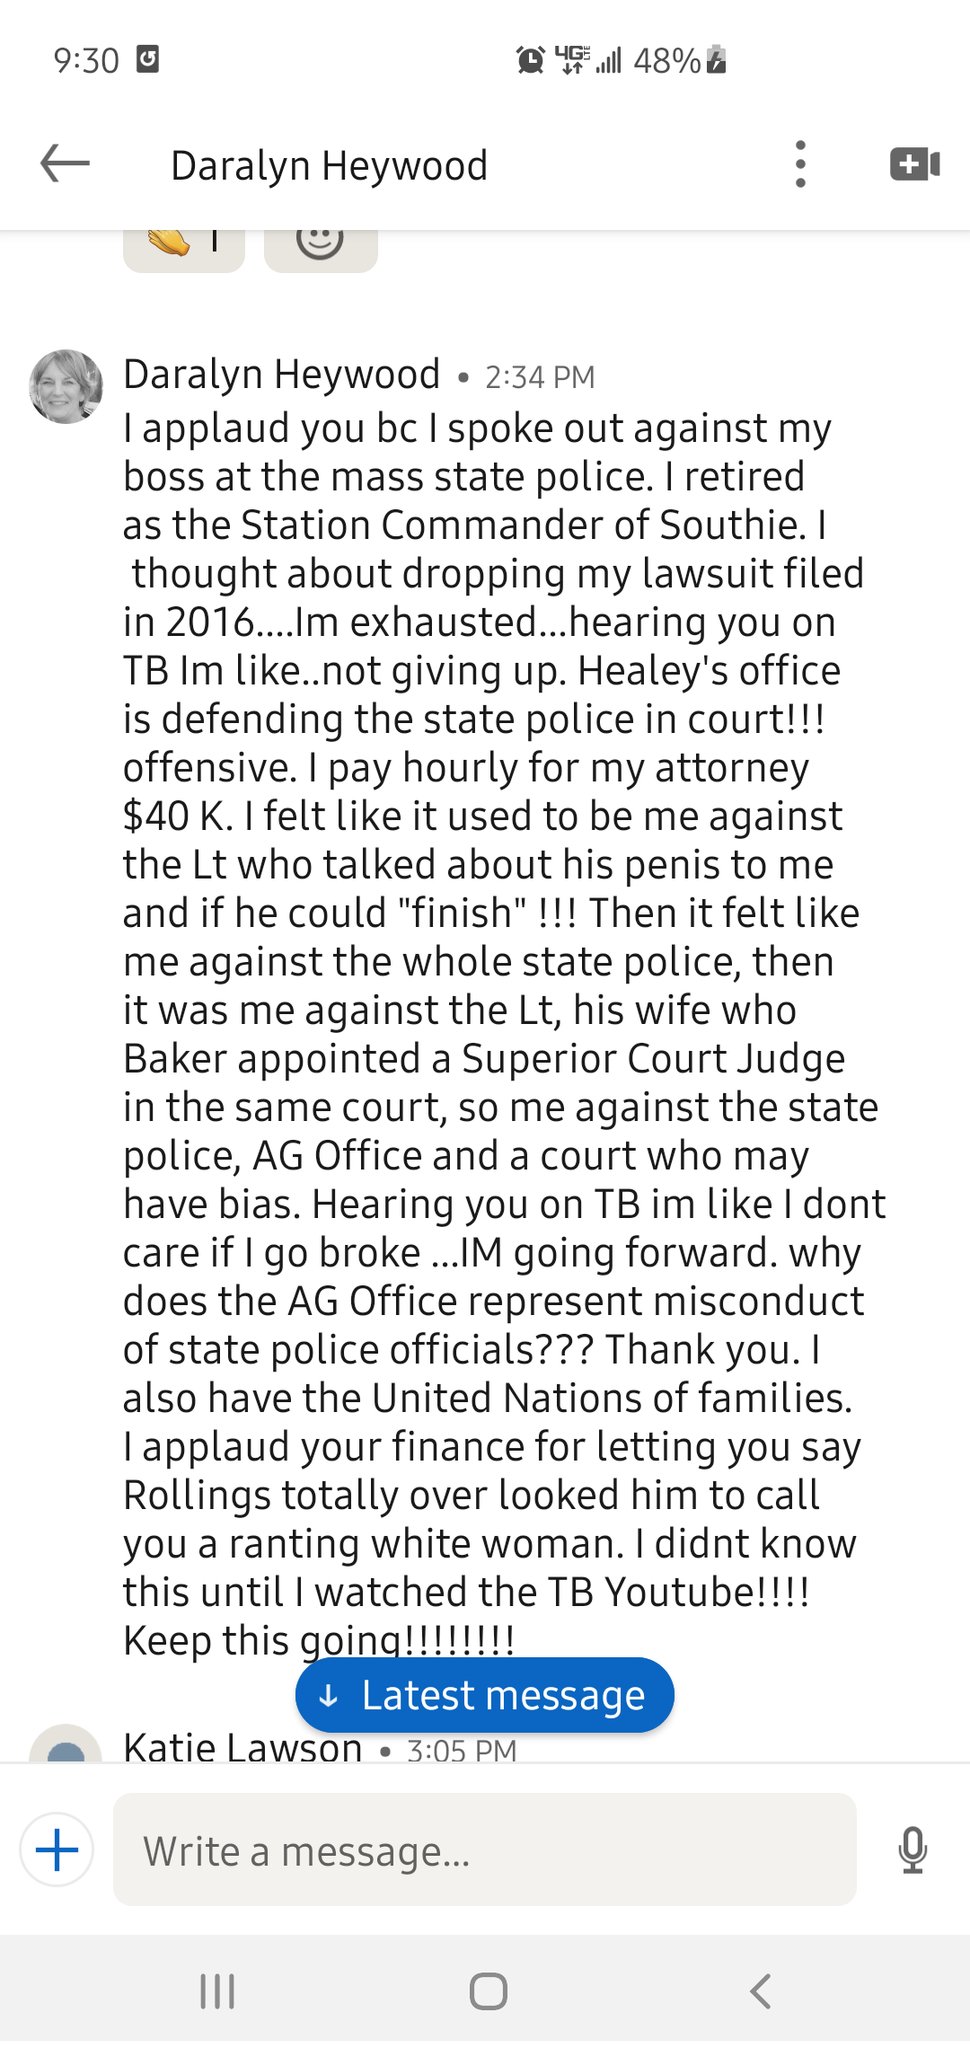 9:30 4G LTE 48%
Daralyn Heywood
1
Daralyn Heywood • 2:34 PM
I applaud you bc I spoke out against my
boss at the mass state police. I retired
as the Station Commander of Southie. I
thought about dropping my lawsuit filed
in 2016....Im exhausted...hearing you on
TB Im like..not giving up. Healey's office
is defending the state police in court!!!
offensive. I pay hourly for my attorney
$40 K. I felt like it used to be me against
the Lt who talked about his penis to me
and if he could "finish" !!! Then it felt like
me against the whole state police, then
it was me against the Lt, his wife who
Baker appointed a Superior Court Judge
in the same court, so me against the state
police, AG Office and a court who may
have bias. Hearing you on TB im like I dont
care if I go broke ...IM going forward. why
does the AG Office represent misconduct
of state police officials??? Thank you. I
also have the United Nations of families.
I applaud your finance for letting you say
Rollings totally over looked him to call
you a ranting white woman. I didnt know
this until I watched the TB Youtube!!!!
Keep this going!!!!!!!!
↓ Latest message
Katie Lawson • 3:05 PM
Write a message...